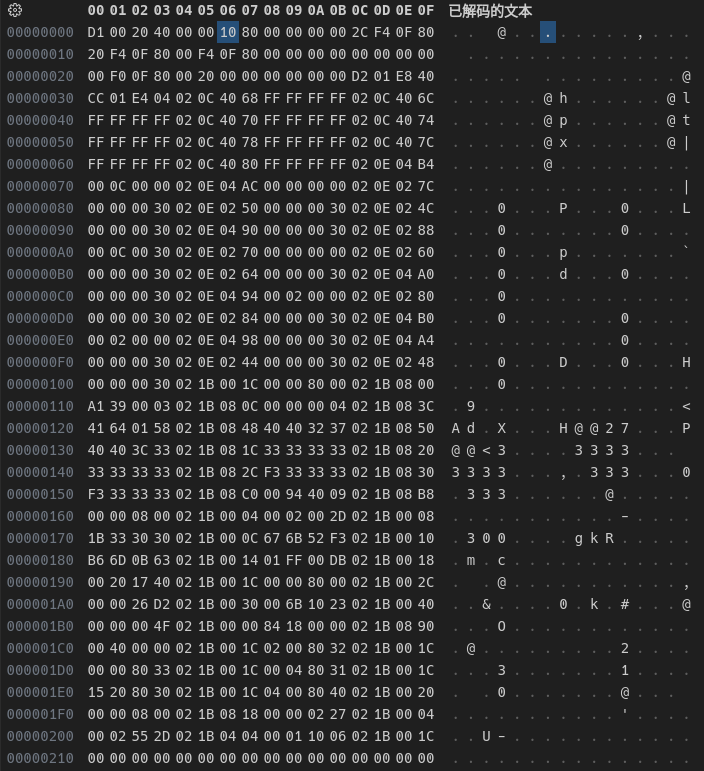 00 01 02 03 04 05 06 07 08 09 0A 0B 0C 0D 0E 0F 已解码的文本
00000000 D1 00 20 40 00 00 10 80 00 00 00 00 2C F4 0F 80 . . . @ . . . . . . . . , . . .
00000010 20 F4 0F 80 00 F4 0F 80 00 00 00 00 00 00 00 00 . . . . . . . . . . . . . . .
00000020 00 F0 0F 80 00 20 00 00 00 00 00 00 D2 01 E8 40 . . . . . . . . . . . . . . @
00000030 CC 01 E4 04 02 0C 40 68 FF FF FF FF 02 0C 40 6C . . . . . . @ h . . . . . . @ l
00000040 FF FF FF FF 02 0C 40 70 FF FF FF FF 02 0C 40 74 . . . . . . @ p . . . . . . @ t
00000050 FF FF FF FF 02 0C 40 78 FF FF FF FF 02 0C 40 7C . . . . . . @ x . . . . . . @ |
00000060 FF FF FF FF 02 0C 40 80 FF FF FF FF 02 0E 04 B4 . . . . . . @ . . . . . . . . .
00000070 00 0C 00 00 02 0E 04 AC 00 00 00 00 02 0E 02 7C . . . . . . . . . . . . . . . |
00000080 00 00 00 30 02 0E 02 50 00 00 00 30 02 0E 02 4C . . . 0 . . . P . . . 0 . . . L
00000090 00 00 00 30 02 0E 04 90 00 00 00 30 02 0E 02 88 . . . 0 . . . . . . . 0 . . . .
000000A0 00 0C 00 30 02 0E 02 70 00 00 00 00 02 0E 02 60 . . . 0 . . . p . . . . . . . `
000000B0 00 00 00 30 02 0E 02 64 00 00 00 30 02 0E 04 A0 . . . 0 . . . d . . . 0 . . . .
000000C0 00 00 00 30 02 0E 04 94 00 02 00 00 02 0E 02 80 . . . 0 . . . . . . . . . . . .
000000D0 00 00 00 30 02 0E 02 84 00 00 00 30 02 0E 04 B0 . . . 0 . . . . . . . 0 . . . .
000000E0 00 02 00 00 02 0E 04 98 00 00 00 30 02 0E 04 A4 . . . . . . . . . . . 0 . . . .
000000F0 00 00 00 30 02 0E 02 44 00 00 00 30 02 0E 02 48 . . . 0 . . . D . . . 0 . . . H
00000100 00 00 00 30 02 1B 00 1C 00 00 80 00 02 1B 08 00 . . . 0 . . . . . . . . . . . .
00000110 A1 39 00 03 02 1B 08 0C 00 00 00 04 02 1B 08 3C . 9 . . . . . . . . . . . . . <
00000120 41 64 01 58 02 1B 08 48 40 40 32 37 02 1B 08 50 A d . X . . . H @ @ 2 7 . . . P
00000130 40 40 3C 33 02 1B 08 1C 33 33 33 33 02 1B 08 20 @ @ < 3 . . . . 3 3 3 3 . . .
00000140 33 33 33 33 02 1B 08 2C F3 33 33 33 02 1B 08 30 3 3 3 3 . . . , . 3 3 3 . . . 0
00000150 F3 33 33 33 02 1B 08 C0 00 94 40 09 02 1B 08 B8 . 3 3 3 . . . . . . @ . . . . .
00000160 00 00 08 00 02 1B 00 04 00 02 00 2D 02 1B 00 08 . . . . . . . . . . . - . . . .
00000170 1B 33 30 30 02 1B 00 0C 67 6B 52 F3 02 1B 00 10 . 3 0 0 . . . . g k R . . . . .
00000180 B6 6D 0B 63 02 1B 00 14 01 FF 00 DB 02 1B 00 18 . m . c . . . . . . . . . . . .
00000190 00 20 17 40 02 1B 00 1C 00 00 80 00 02 1B 00 2C . . @ . . . . . . . . . . . ,
000001A0 00 00 26 D2 02 1B 00 30 00 6B 10 23 02 1B 00 40 . . & . . . . 0 . k . # . . . @
000001B0 00 00 00 4F 02 1B 00 00 84 18 00 00 02 1B 08 90 . . . O . . . . . . . . . . . .
000001C0 00 40 00 00 02 1B 00 1C 02 00 80 32 02 1B 00 1C . @ . . . . . . . . . 2 . . . .
000001D0 00 00 80 33 02 1B 00 1C 00 04 80 31 02 1B 00 1C . . . 3 . . . . . . . 1 . . . .
000001E0 15 20 80 30 02 1B 00 1C 04 00 80 40 02 1B 00 20 . . 0 . . . . . . . @ . . .
000001F0 00 00 08 00 02 1B 08 18 00 00 02 27 02 1B 00 04 . . . . . . . . . . . ' . . . .
00000200 00 02 55 2D 02 1B 04 04 00 01 10 06 02 1B 00 1C . . U - . . . . . . . . . . . .
00000210 00 00 00 00 00 00 00 00 00 00 00 00 00 00 00 00 . . . . . . . . . . . . . . . .